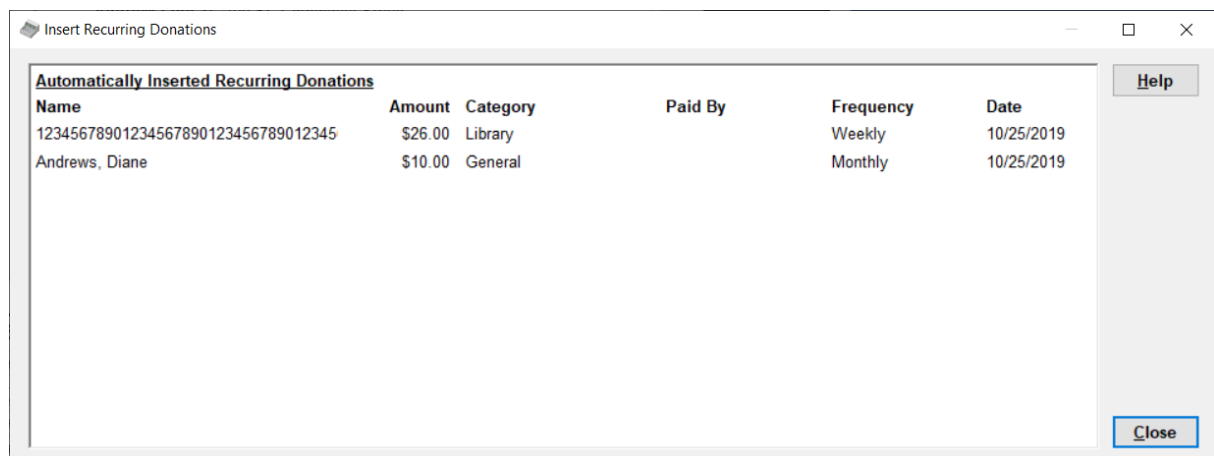 Insert Recurring Donations
Automatically Inserted Recurring Donations
Help
Name Amount Category Paid By Frequency Date
12345678901234567890123456789012345 $26.00 Library Weekly 10/25/2019
Andrews, Diane $10.00 General Monthly 10/25/2019
Close